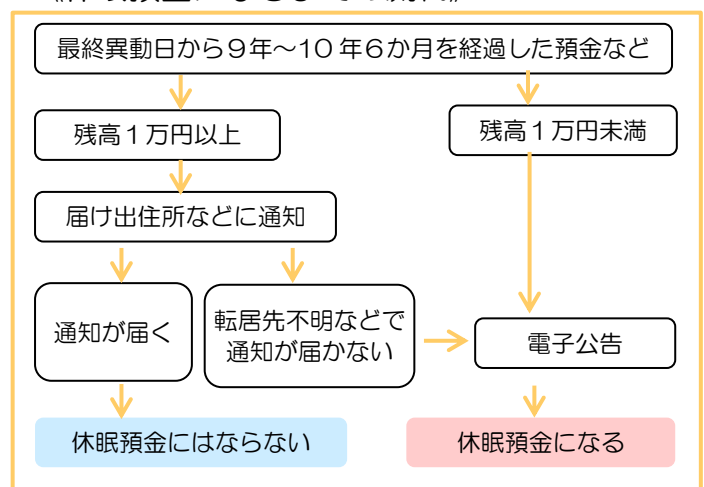 最終異動日から９年～10年６か月を経過した預金など
残高１万円以上
残高１万円未満
届け出住所などに通知
通知が届く
転居先不明などで
通知が届かない
電子公告
休眠預金にはならない
休眠預金になる